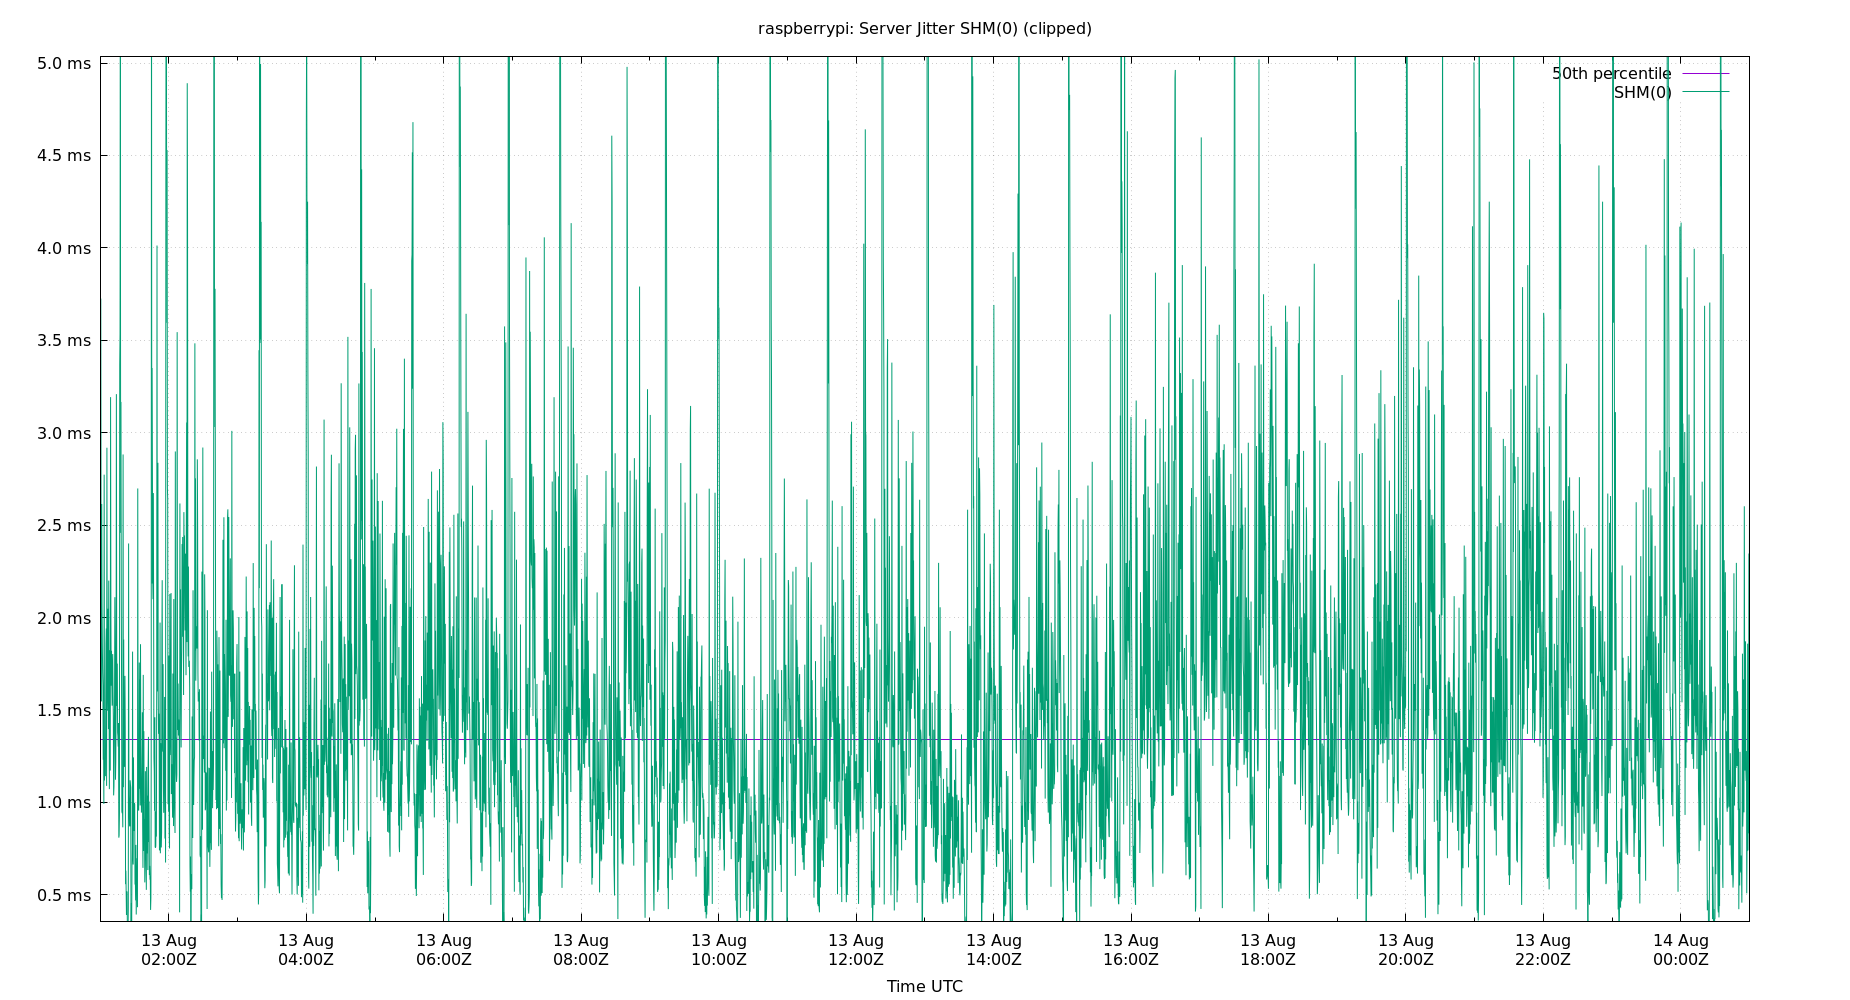 raspberrypi: Server Jitter SHM(0) (clipped)
50th percentile
SHM(0)
5.0 ms
4.5 ms
4.0 ms
3.5 ms
3.0 ms
2.5 ms
2.0 ms
1.5 ms
1.0 ms
0.5 ms
13 Aug 13 Aug 13 Aug 13 Aug 13 Aug 13 Aug 13 Aug 13 Aug 13 Aug 13 Aug 13 Aug 14 Aug
02:00Z 04:00Z 06:00Z 08:00Z 10:00Z 12:00Z 14:00Z 16:00Z 18:00Z 20:00Z 22:00Z 00:00Z
Time UTC